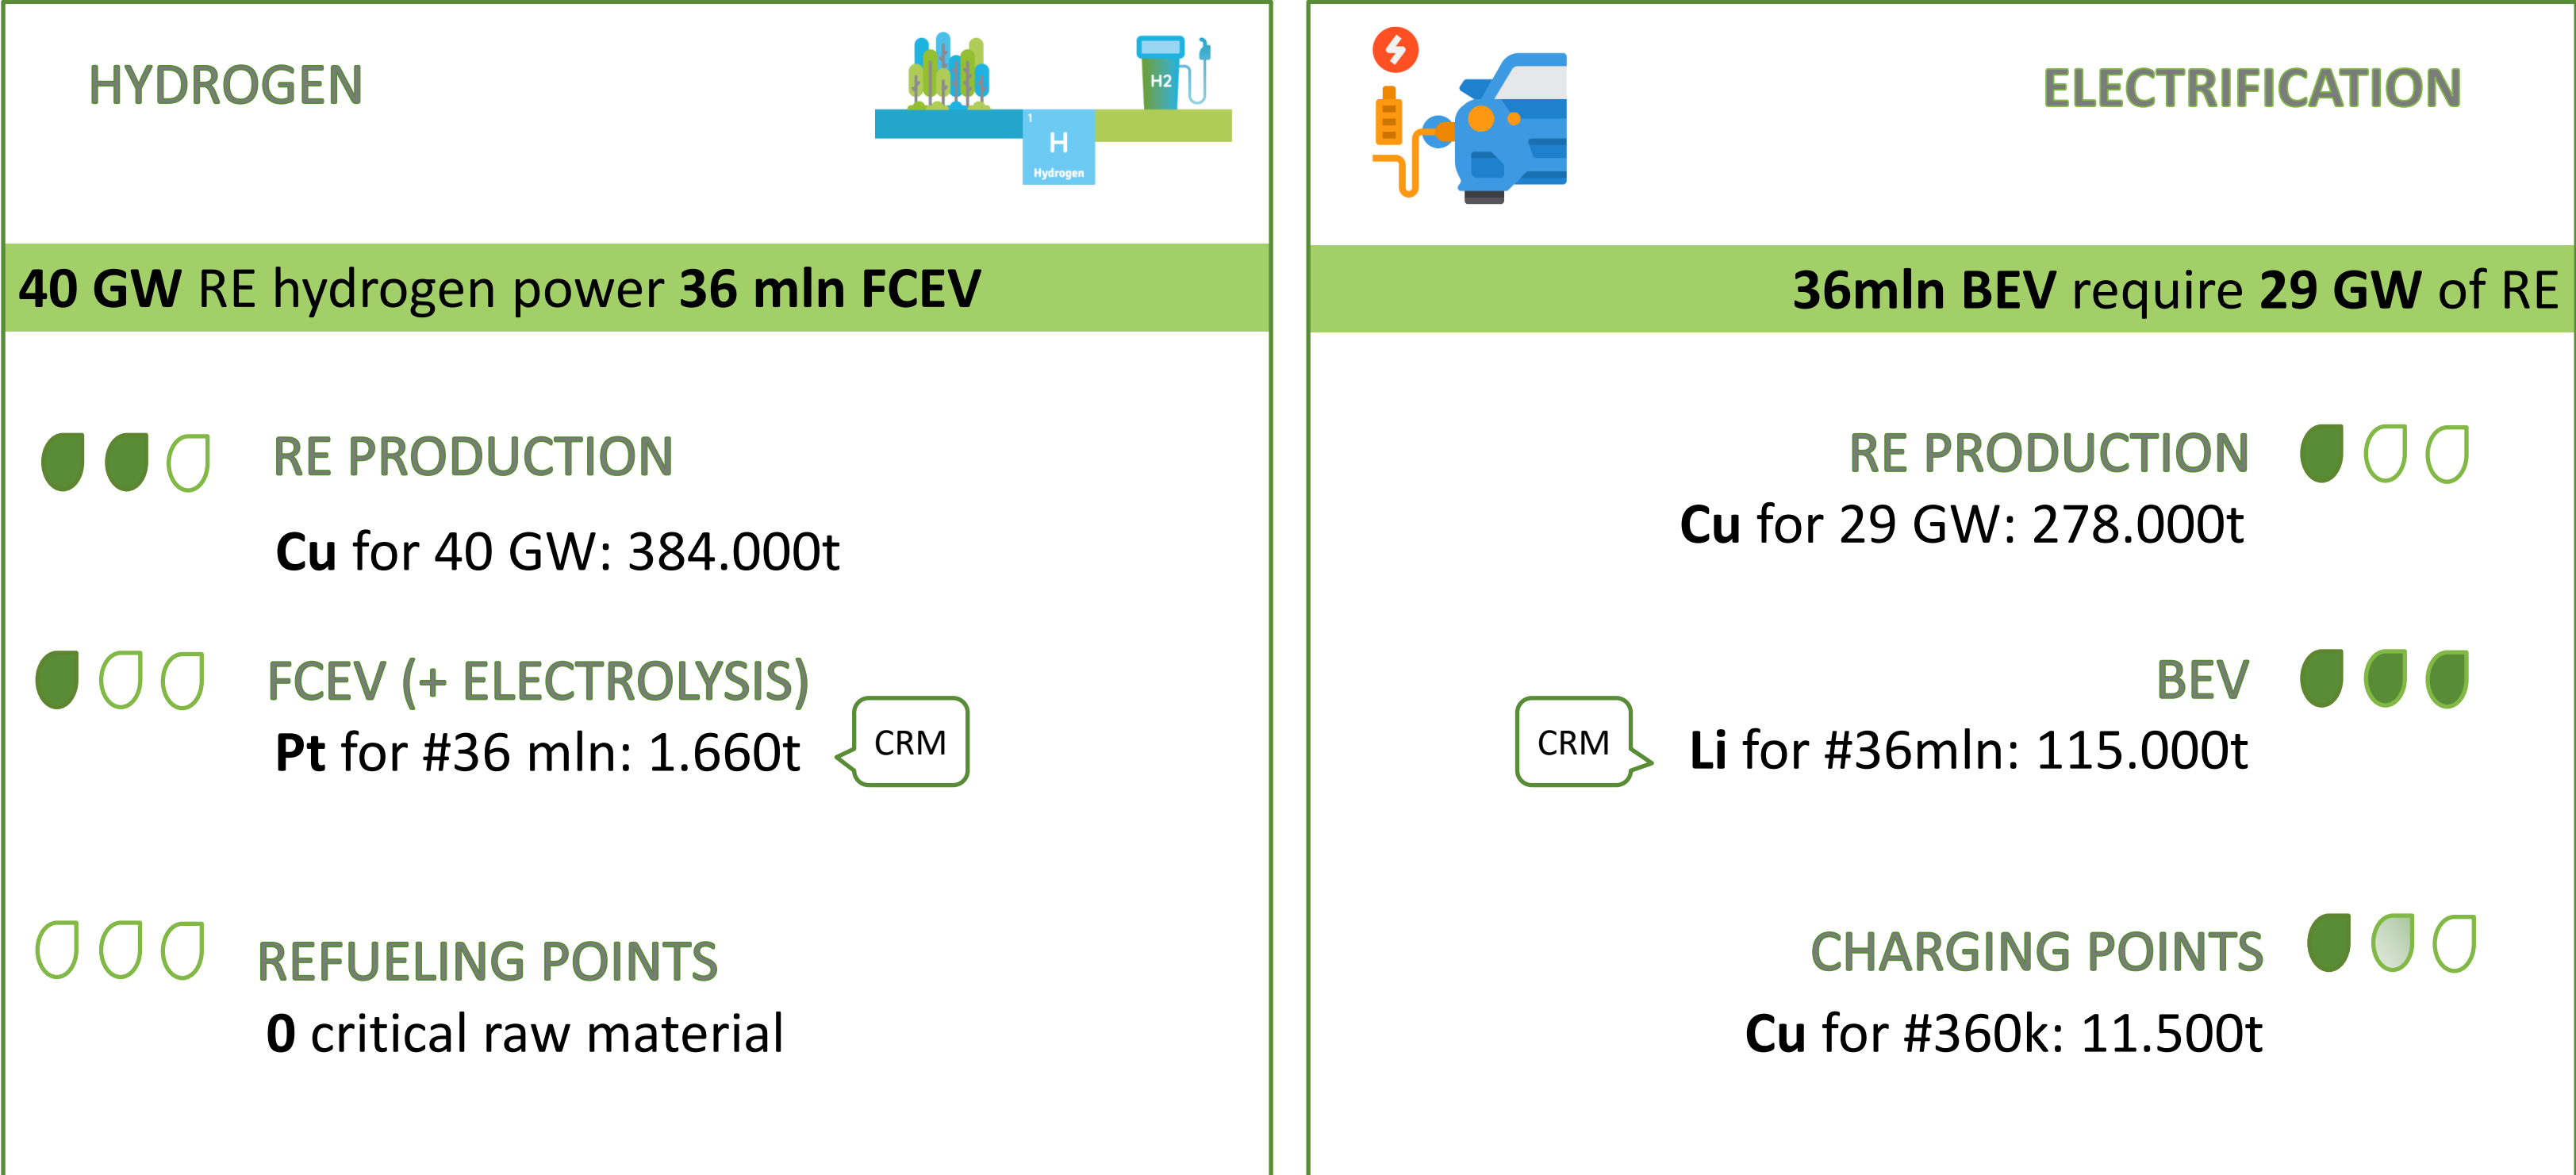 HYDROGEN
1
H
Hydrogen
H2
40 GW RE hydrogen power 36 mln FCEV
RE PRODUCTION
Cu for 40 GW: 384.000t
FCEV (+ ELECTROLYSIS)
Pt for #36 mln: 1.660t
CRM
REFUELING POINTS
0 critical raw material
ELECTRIFICATION
36mln BEV require 29 GW of RE
RE PRODUCTION
Cu for 29 GW: 278.000t
BEV
CRM
Li for #36mln: 115.000t
CHARGING POINTS
Cu for #360k: 11.500t